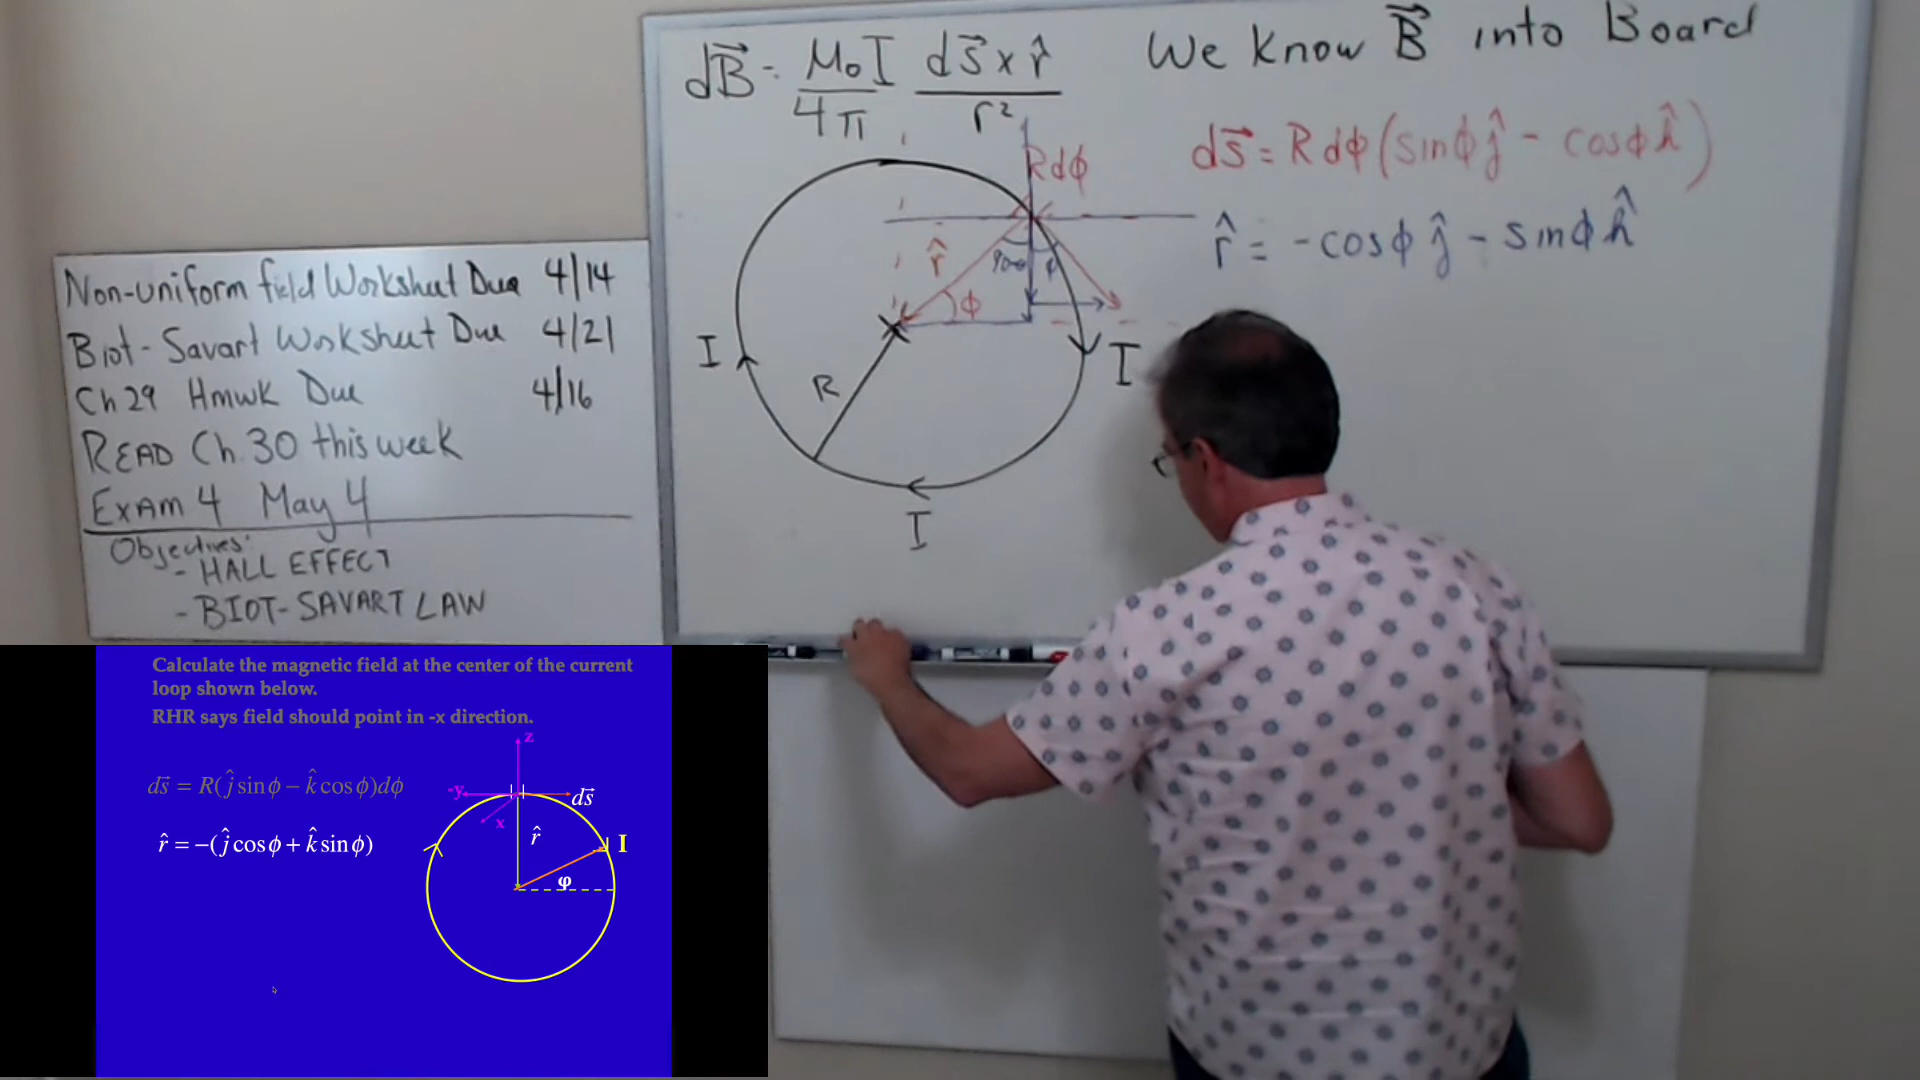 Non-uniform field Worksheet Due 4/14
Biot-Savart Worksheet Due 4/21
Ch 29 Hmwk Due 4/16
READ Ch. 30 this week
EXAM 4 May 4
Objectives:
- HALL EFFECT
- BIOT-SAVART LAW
dB⃗ = μ₀I/4π ds⃗ x r̂/r²
We know B⃗ into Board
ds⃗ = R dϕ (sinϕ ĵ - cosϕ k̂)
r̂ = -cosϕ ĵ - sinϕ k̂
Rdϕ
r̂
ϕ
I
R
I
I
Calculate the magnetic field at the center of the current
loop shown below.
RHR says field should point in -x direction.
ds⃗ = R(ĵ sinϕ − k̂ cosϕ)dϕ
r̂ = −(ĵ cosϕ + k̂ sinϕ)
z
-y
x
ds⃗
r̂
I
φ